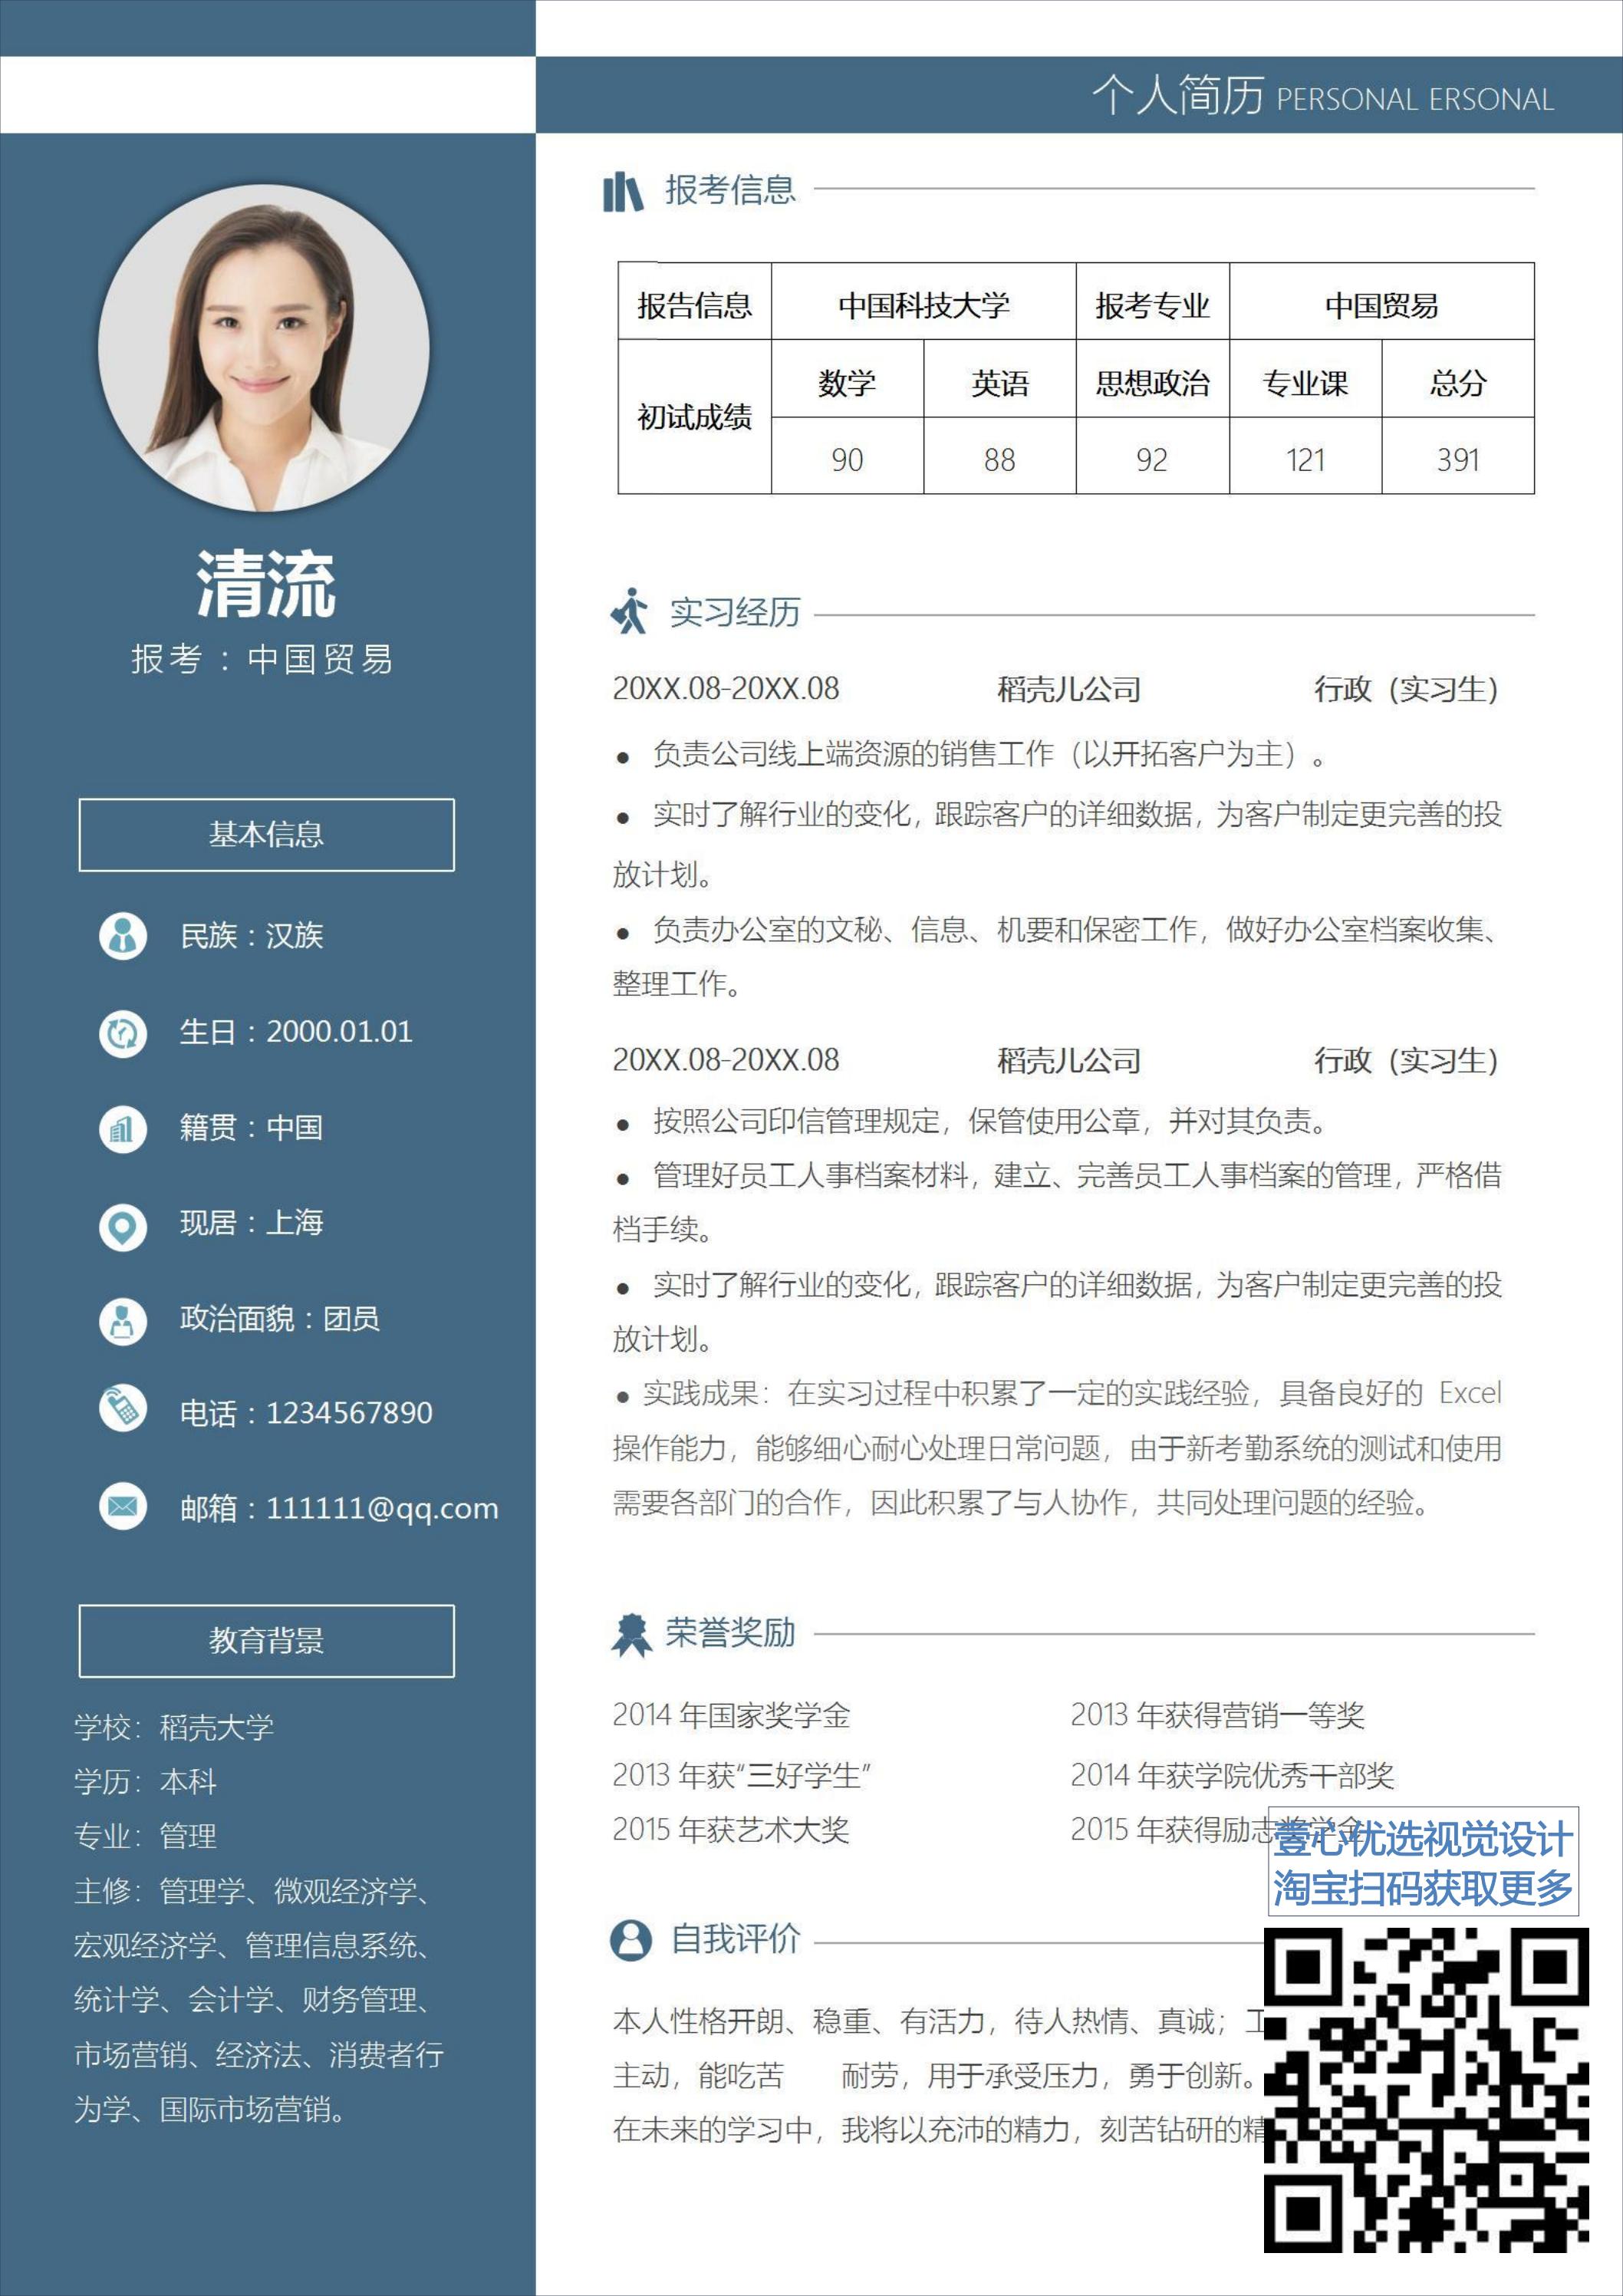 个人简历 PERSONAL ERSONAL
清流
报考：中国贸易
基本信息
民族：汉族
生日：2000.01.01
籍贯：中国
现居：上海
政治面貌：团员
电话：1234567890
邮箱：111111@qq.com
教育背景
学校：稻壳大学
学历：本科
专业：管理
主修：管理学、微观经济学、
宏观经济学、管理信息系统、
统计学、会计学、财务管理、
市场营销、经济法、消费者行
为学、国际市场营销。
报考信息
报告信息 中国科技大学 报考专业 中国贸易
初试成绩 数学 英语 思想政治 专业课 总分
90 88 92 121 391
实习经历
20XX.08-20XX.08 稻壳儿公司 行政（实习生）
● 负责公司线上端资源的销售工作（以开拓客户为主）。
● 实时了解行业的变化，跟踪客户的详细数据，为客户制定更完善的投
放计划。
● 负责办公室的文秘、信息、机要和保密工作，做好办公室档案收集、
整理工作。
20XX.08-20XX.08 稻壳儿公司 行政（实习生）
● 按照公司印信管理规定，保管使用公章，并对其负责。
● 管理好员工人事档案材料，建立、完善员工人事档案的管理，严格借
档手续。
● 实时了解行业的变化，跟踪客户的详细数据，为客户制定更完善的投
放计划。
● 实践成果：在实习过程中积累了一定的实践经验，具备良好的 Excel
操作能力，能够细心耐心处理日常问题，由于新考勤系统的测试和使用
需要各部门的合作，因此积累了与人协作，共同处理问题的经验。
荣誉奖励
2014 年国家奖学金 2013 年获得营销一等奖
2013 年获“三好学生” 2014 年获学院优秀干部奖
2015 年获艺术大奖 2015 年获得励志奖学金
壹心优选视觉设计
淘宝扫码获取更多
自我评价
本人性格开朗、稳重、有活力，待人热情、真诚；工
主动，能吃苦 耐劳，用于承受压力，勇于创新。
在未来的学习中，我将以充沛的精力，刻苦钻研的精